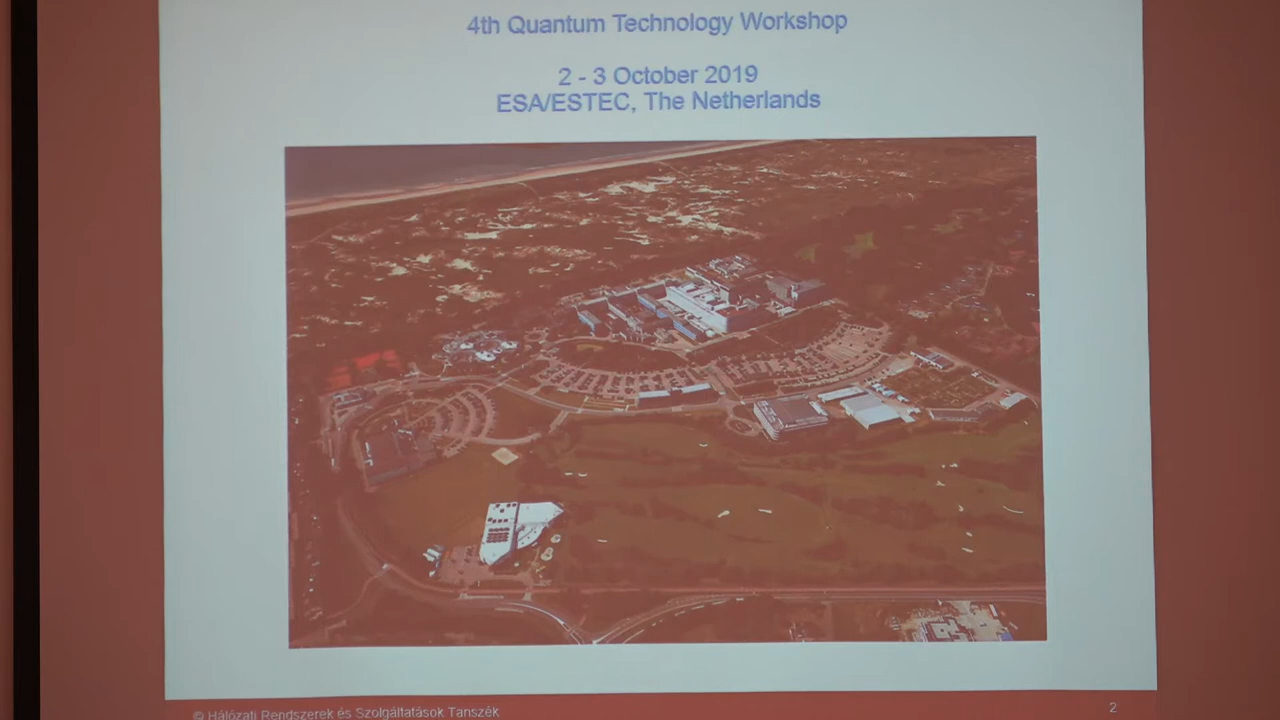 4th Quantum Technology Workshop
2 - 3 October 2019
ESA/ESTEC, The Netherlands
© Hálózati Rendszerek és Szolgáltatások Tanszék
2